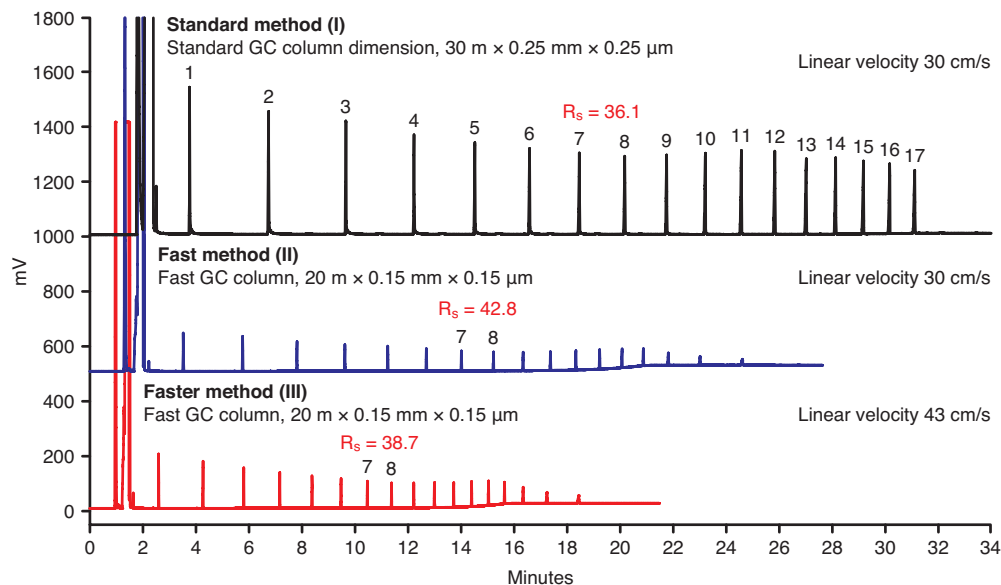 1800
Standard method (I)
Standard GC column dimension, 30 m × 0.25 mm × 0.25 µm
Linear velocity 30 cm/s
1600
1 2 3 4 5 6 7 8 9 10 11 12 13 14 15 16 17
Rs = 36.1
1400
1200
1000
mV
Fast method (II)
Fast GC column, 20 m × 0.15 mm × 0.15 µm
Linear velocity 30 cm/s
800
Rs = 42.8
7 8
600
Faster method (III)
Fast GC column, 20 m × 0.15 mm × 0.15 µm
Linear velocity 43 cm/s
400
Rs = 38.7
7 8
200
0
0 2 4 6 8 10 12 14 16 18 20 22 24 26 28 30 32 34
Minutes